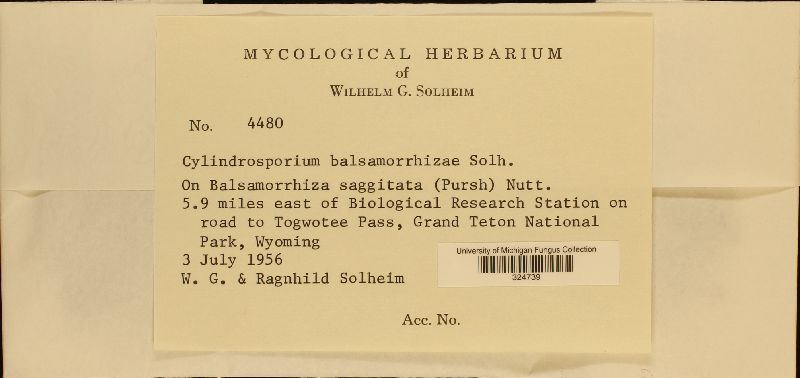 MYCOLOGICAL HERBARIUM
of
WILHELM G. SOLHEIM
No. 4480
Cylindrosporium balsamorrhizae Solh.
On Balsamorrhiza saggitata (Pursh) Nutt.
5.9 miles east of Biological Research Station on
road to Togwotee Pass, Grand Teton National
Park, Wyoming
3 July 1956
W. G. & Ragnhild Solheim
University of Michigan Fungus Collection
324739
Acc. No.